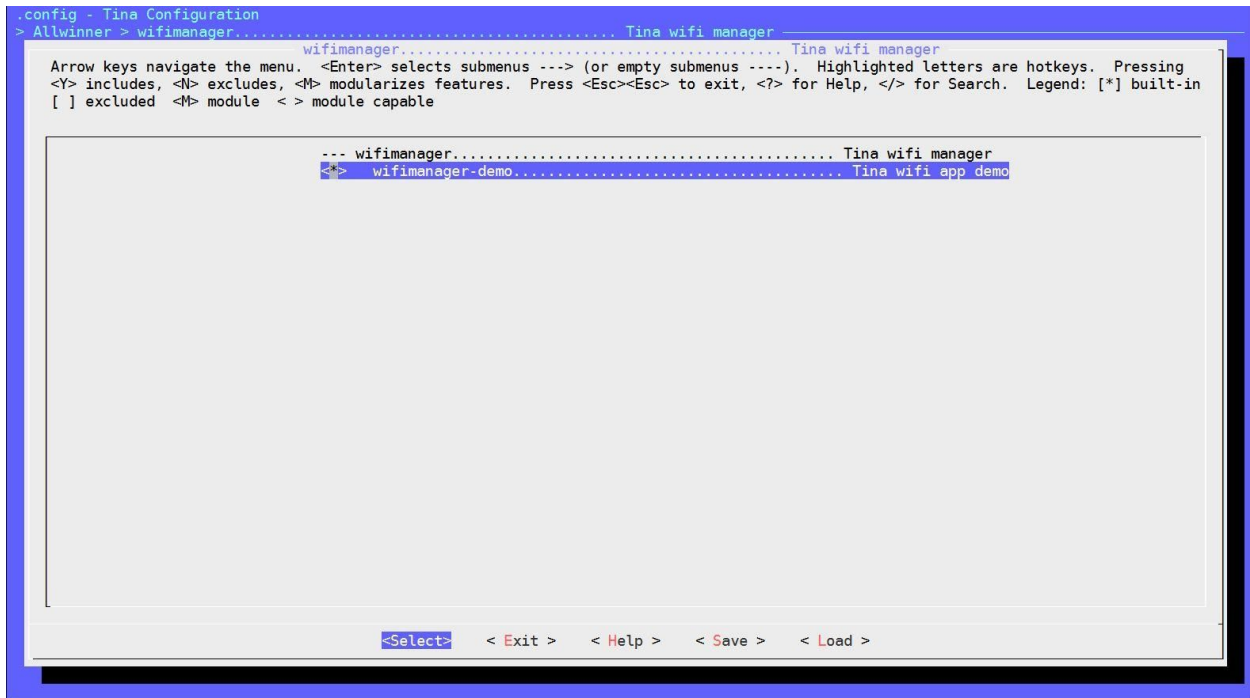 .config - Tina Configuration
> Allwinner > wifimanager............................................ Tina wifi manager
wifimanager............................................ Tina wifi manager
Arrow keys navigate the menu.  <Enter> selects submenus ---> (or empty submenus ----).  Highlighted letters are hotkeys.  Pressing
<Y> includes, <N> excludes, <M> modularizes features.  Press <Esc><Esc> to exit, <?> for Help, </> for Search.  Legend: [*] built-in
[ ] excluded  <M> module  < > module capable
--- wifimanager............................................ Tina wifi manager
<*>   wifimanager-demo...................................... Tina wifi app demo
<Select>    < Exit >    < Help >    < Save >    < Load >